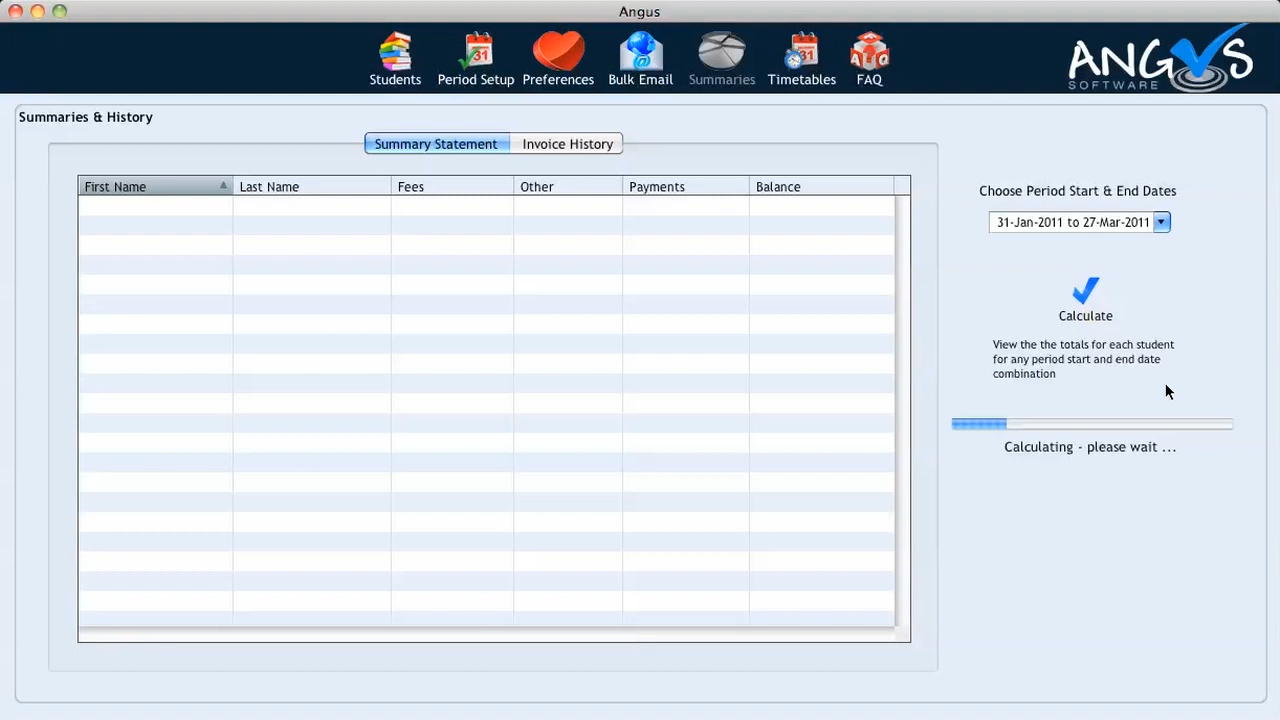 Angus
Students Period Setup Preferences Bulk Email Summaries Timetables FAQ
ANGUS
SOFTWARE
Summaries & History
Summary Statement Invoice History
First Name Last Name Fees Other Payments Balance
Choose Period Start & End Dates
31-Jan-2011 to 27-Mar-2011
Calculate
View the the totals for each student
for any period start and end date
combination
Calculating - please wait ...